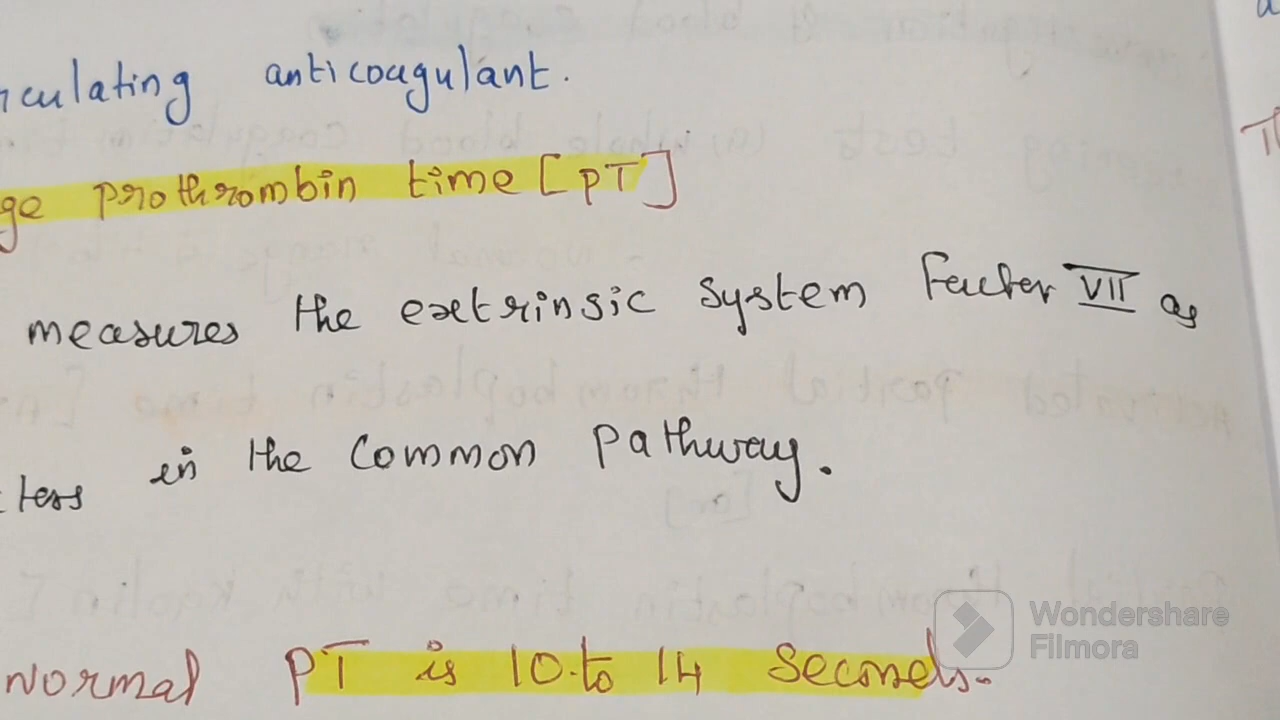 culating anticoagulant.
ge prothrombin time [PT]
measures the extrinsic system Factor VII as
in the common pathway.
Normal PT is 10 to 14 seconds.
Wondershare
Filmora